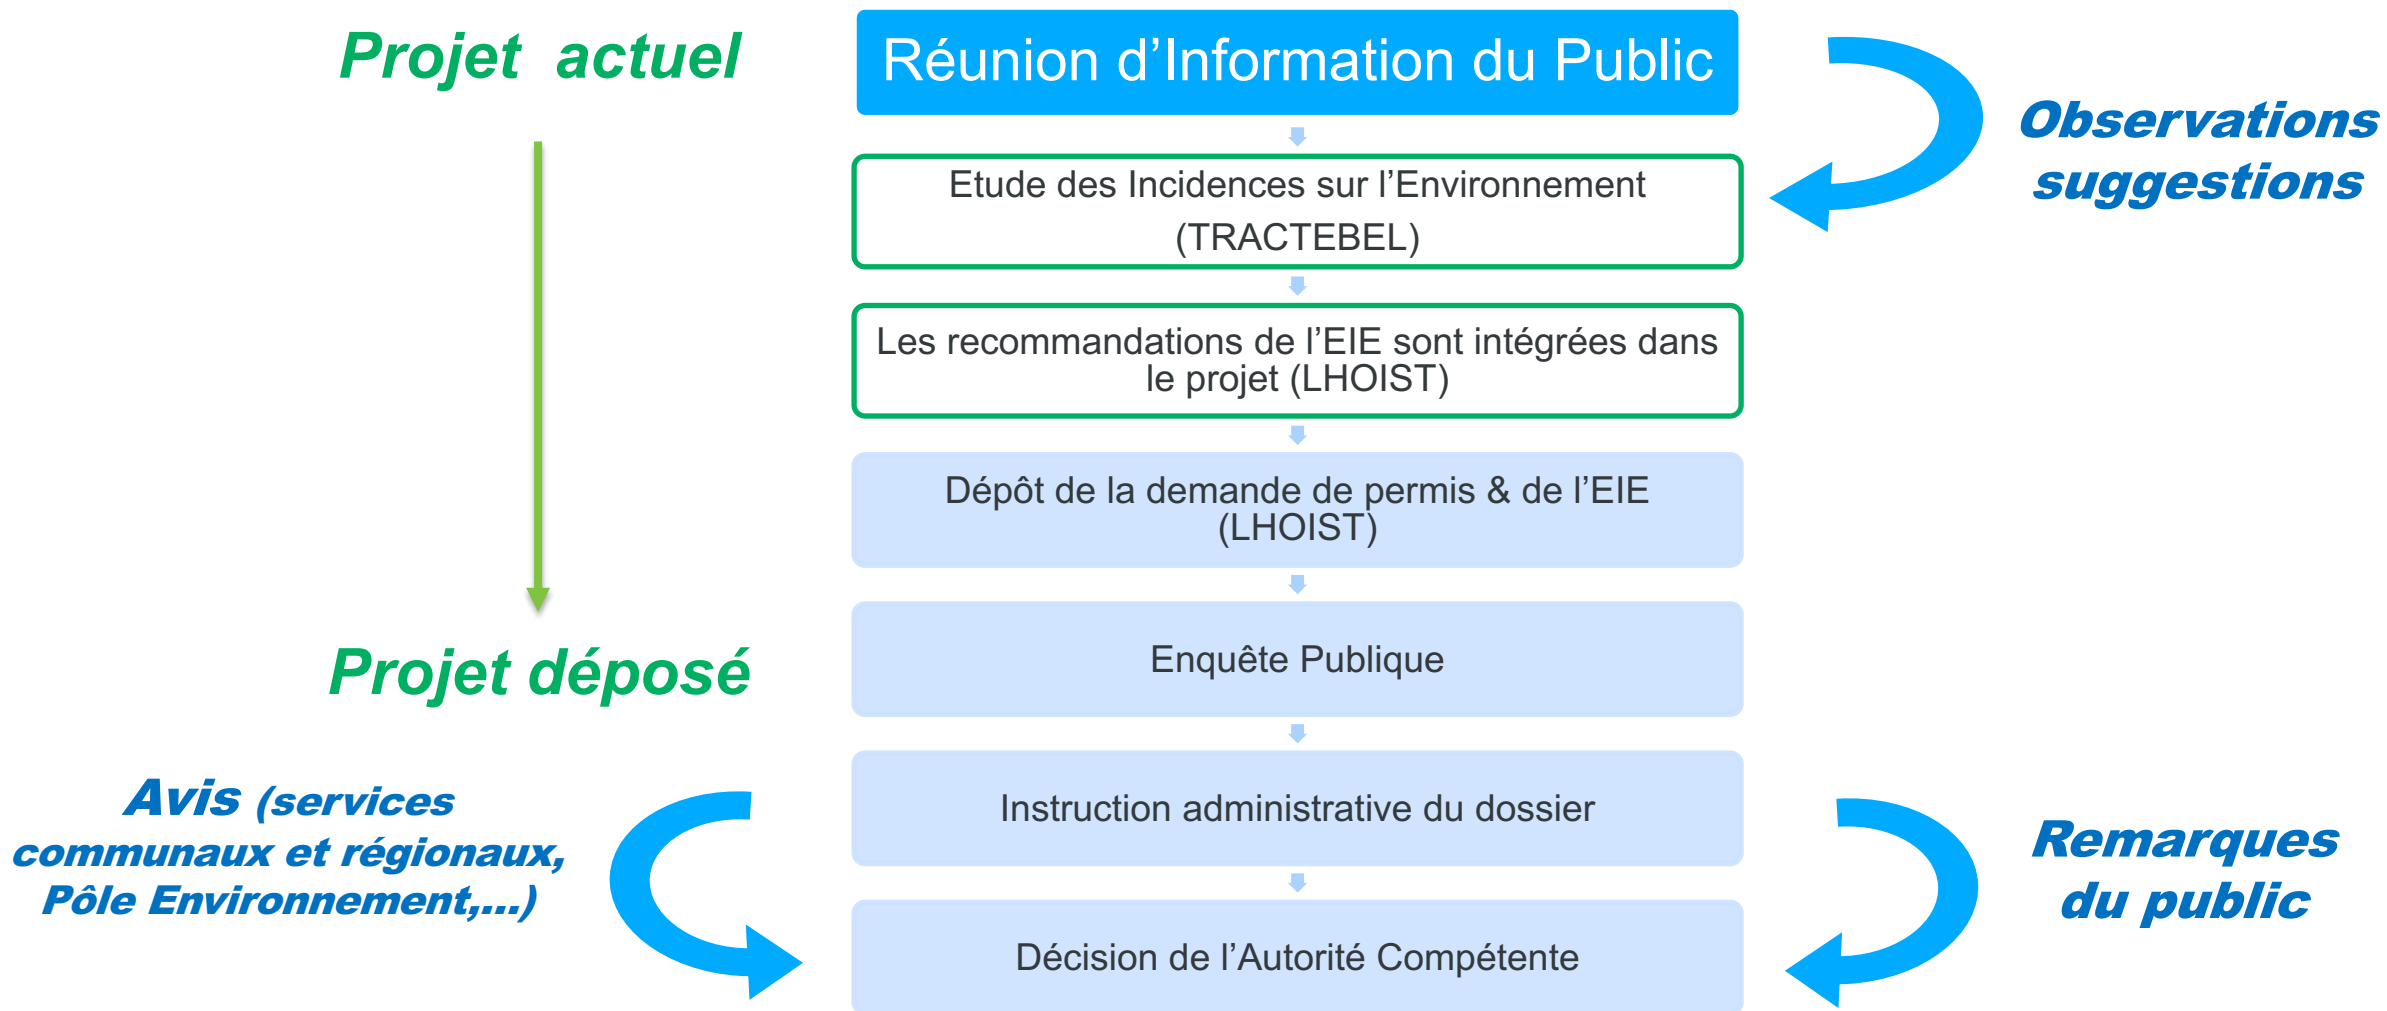 Projet actuel
Réunion d’Information du Public
Observations
suggestions
Etude des Incidences sur l’Environnement
(TRACTEBEL)
Les recommandations de l’EIE sont intégrées dans
le projet (LHOIST)
Dépôt de la demande de permis & de l’EIE
(LHOIST)
Projet déposé
Enquête Publique
Avis (services
communaux et régionaux,
Pôle Environnement,...)
Instruction administrative du dossier
Remarques
du public
Décision de l’Autorité Compétente